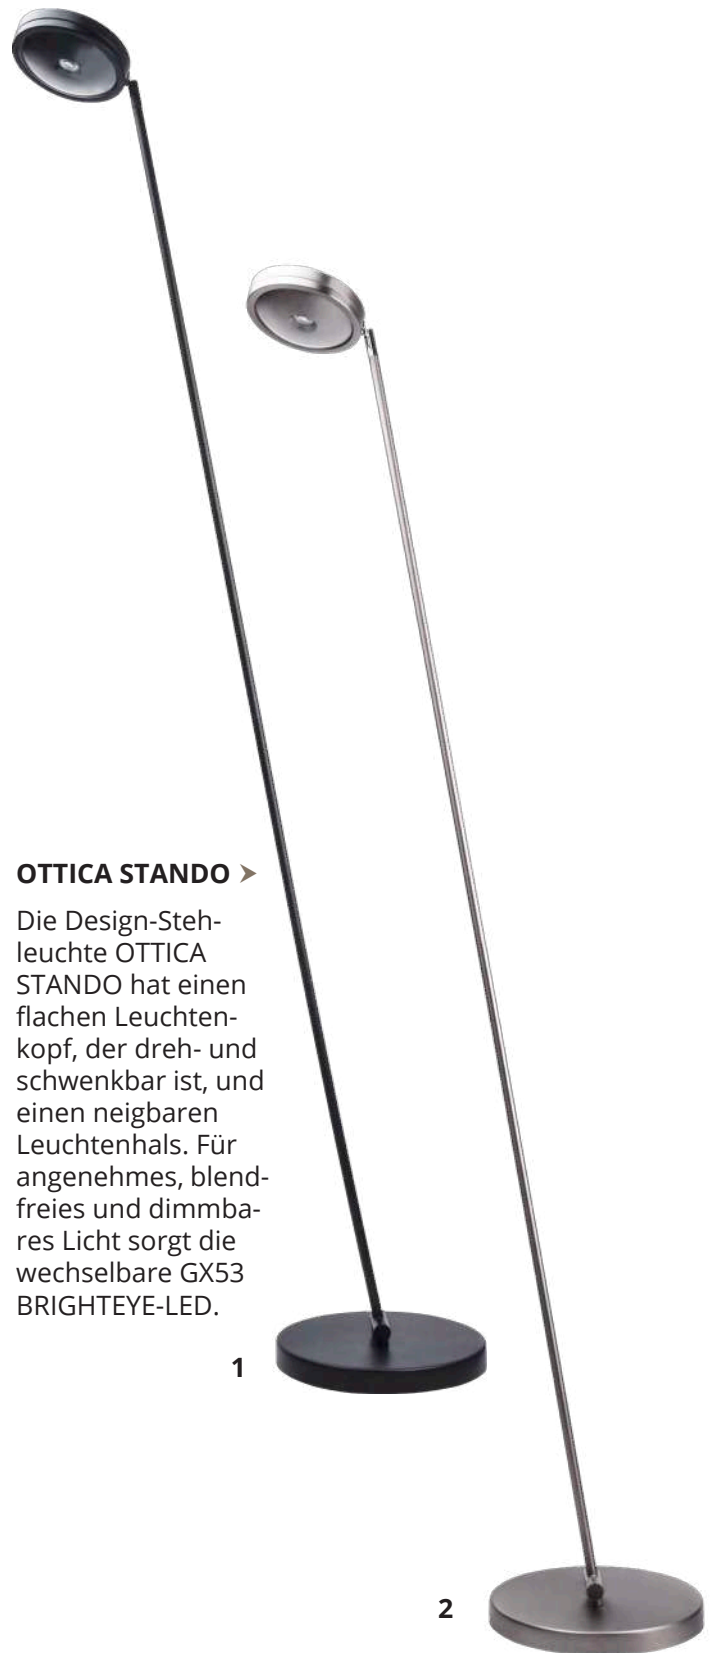 OTTICA STANDO ➤
Die Design-Steh-
leuchte OTTICA
STANDO hat einen
flachen Leuchten-
kopf, der dreh- und
schwenkbar ist, und
einen neigbaren
Leuchtenhals. Für
angenehmes, blend-
freies und dimmba-
res Licht sorgt die
wechselbare GX53
BRIGHTEYE-LED.
1
2